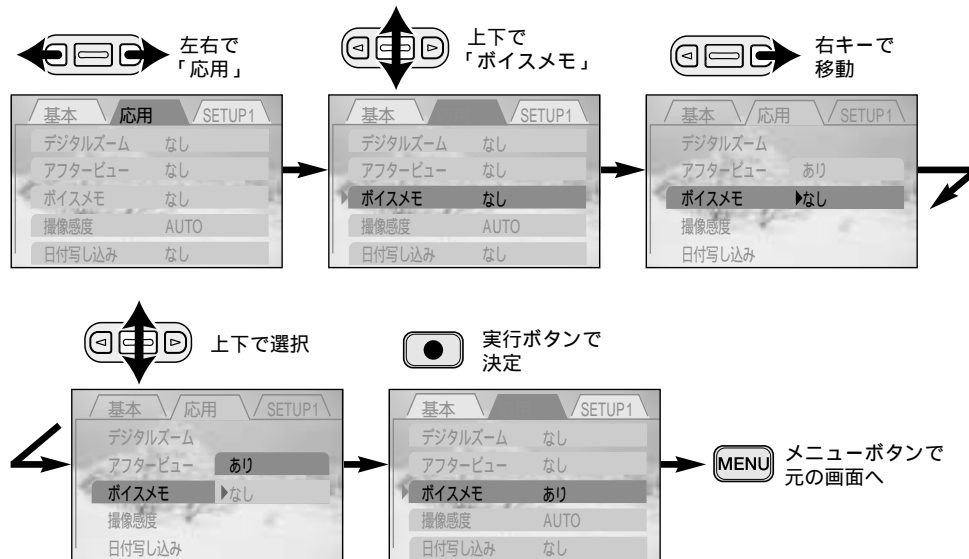 左右で
「応用」
上下で
「ボイスメモ」
右キーで
移動
基本 応用 SETUP1
デジタルズーム なし
アフタービュー なし
ボイスメモ なし
撮像感度 AUTO
日付写し込み なし
基本 SETUP1
デジタルズーム なし
アフタービュー なし
ボイスメモ なし
撮像感度 AUTO
日付写し込み なし
基本 応用 SETUP1
デジタルズーム
アフタービュー あり
ボイスメモ なし
撮像感度
日付写し込み
上下で選択
実行ボタンで
決定
基本 応用 SETUP1
デジタルズーム
アフタービュー あり
ボイスメモ なし
撮像感度
日付写し込み
基本 SETUP1
デジタルズーム なし
アフタービュー なし
ボイスメモ あり
撮像感度 AUTO
日付写し込み なし
MENU
メニューボタンで
元の画面へ